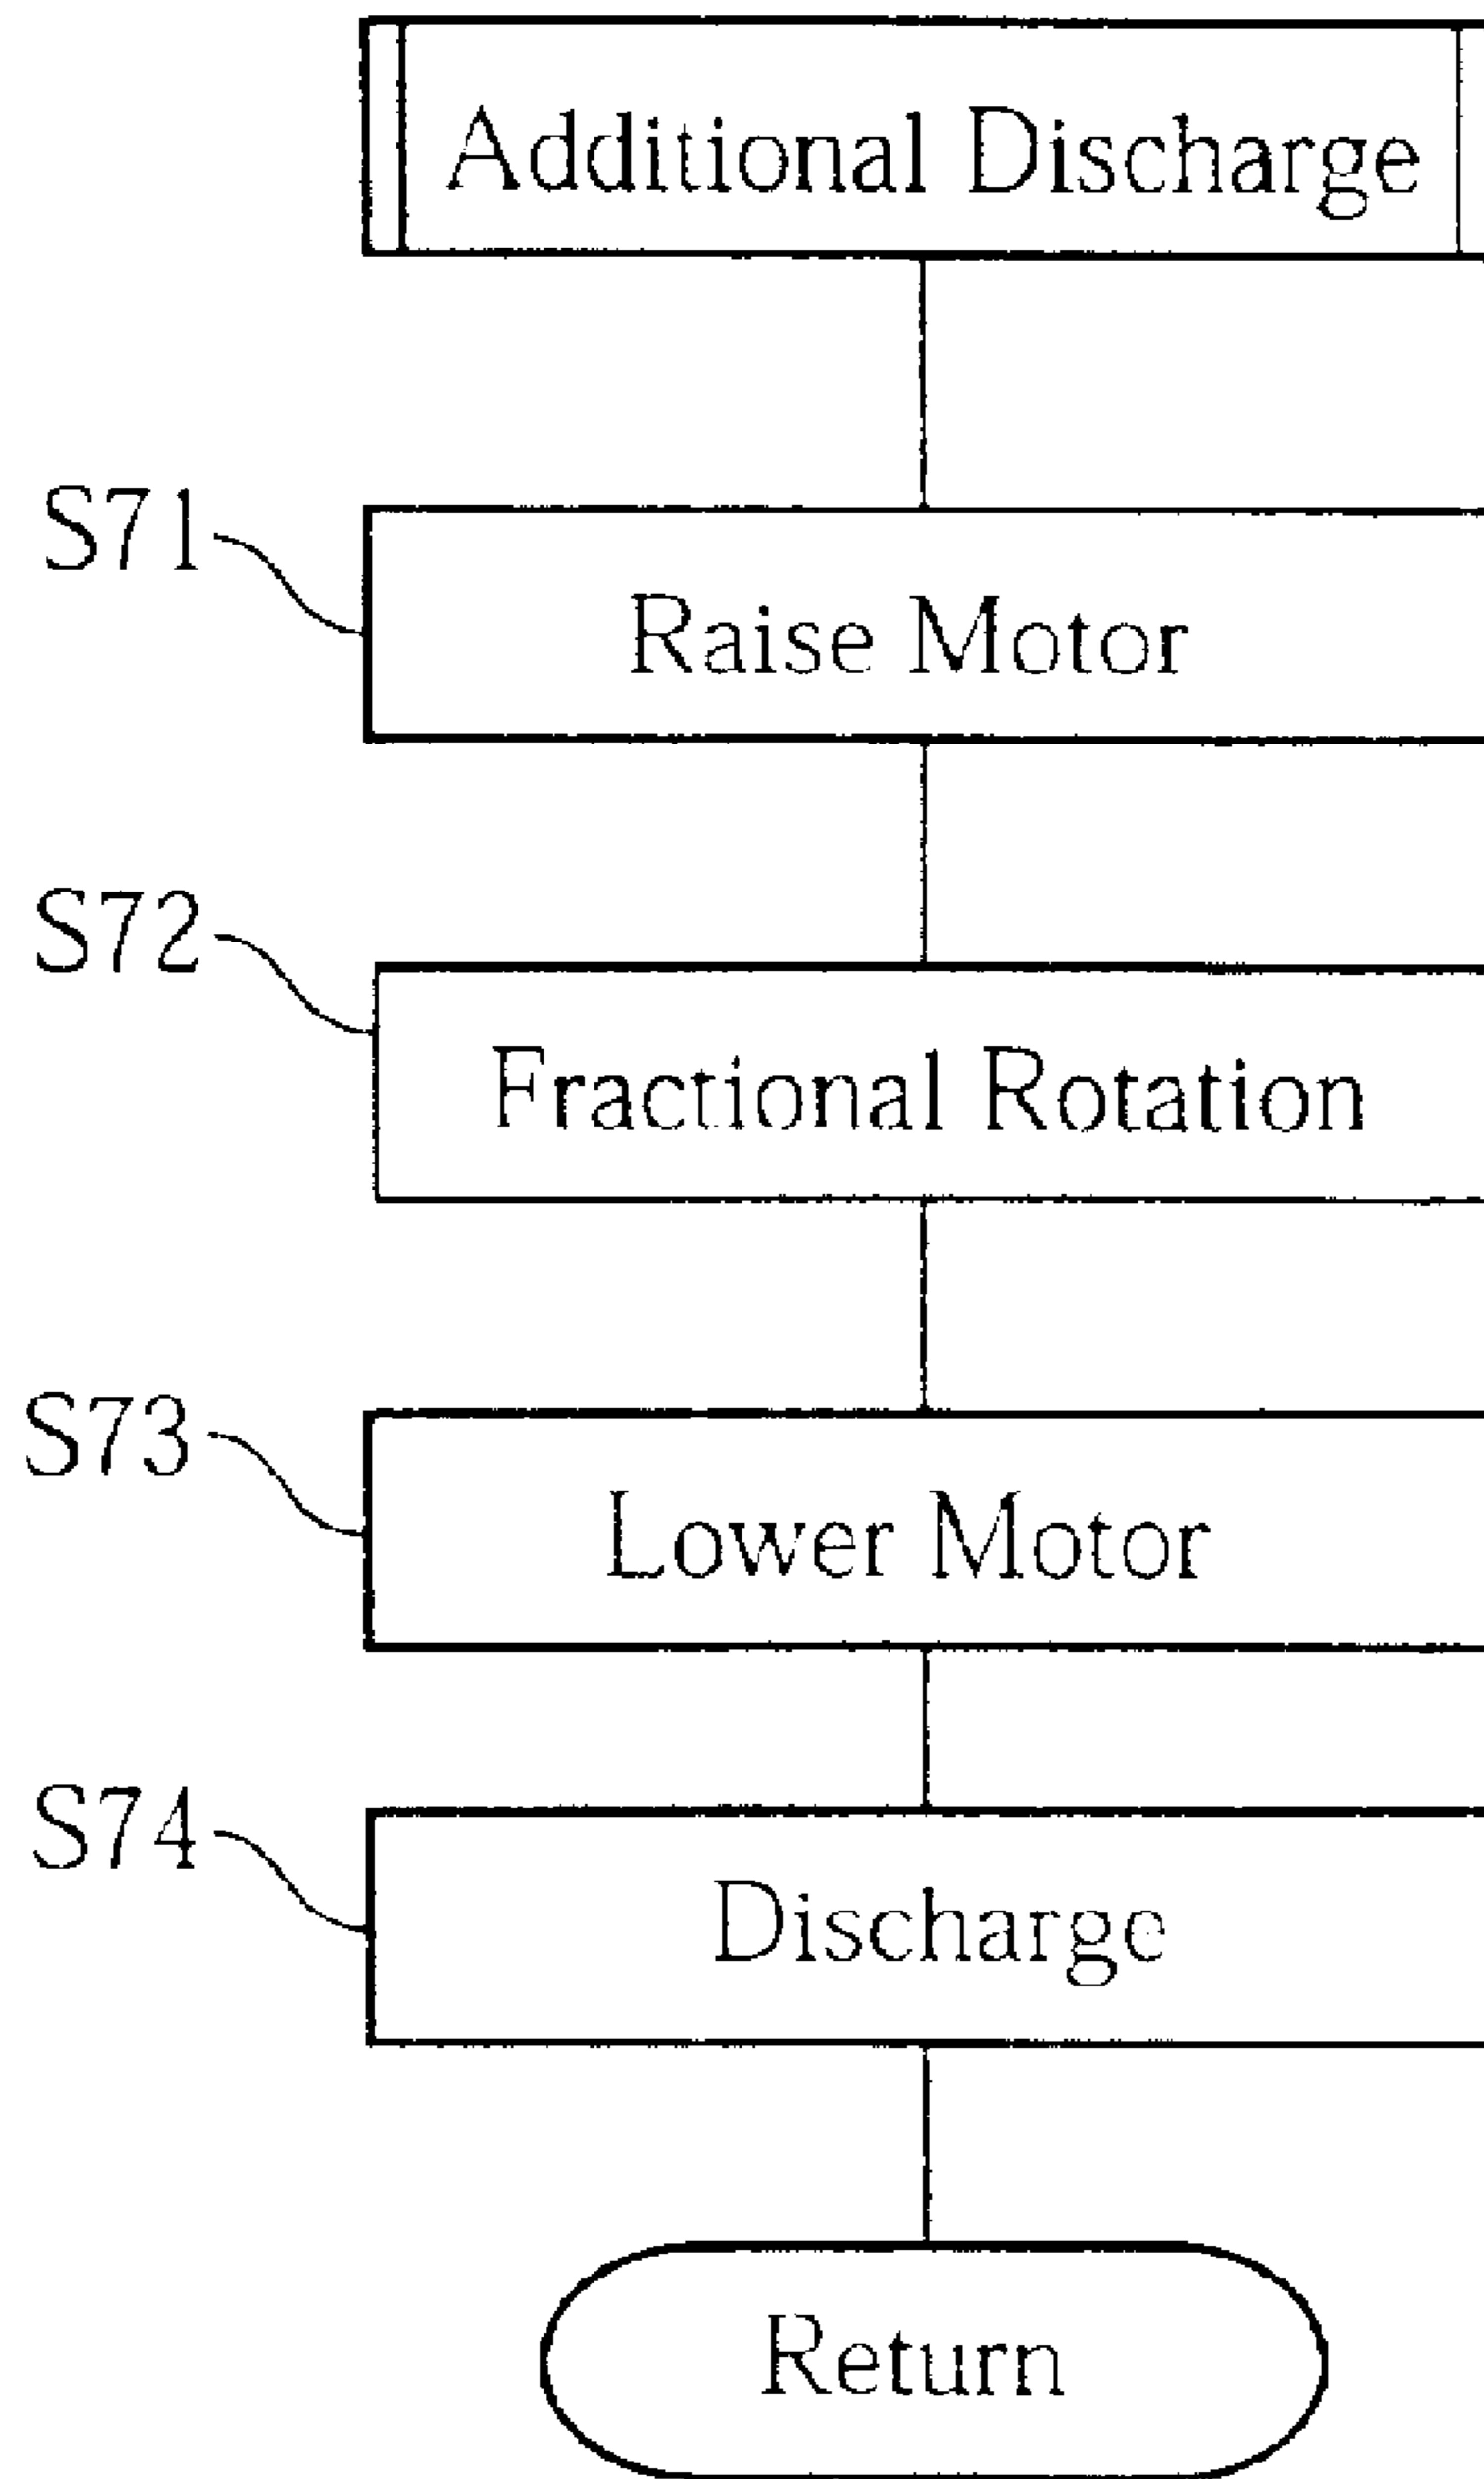 Additional Discharge
S71
Raise Motor
S72
Fractional Rotation
S73
Lower Motor
S74
Discharge
Return